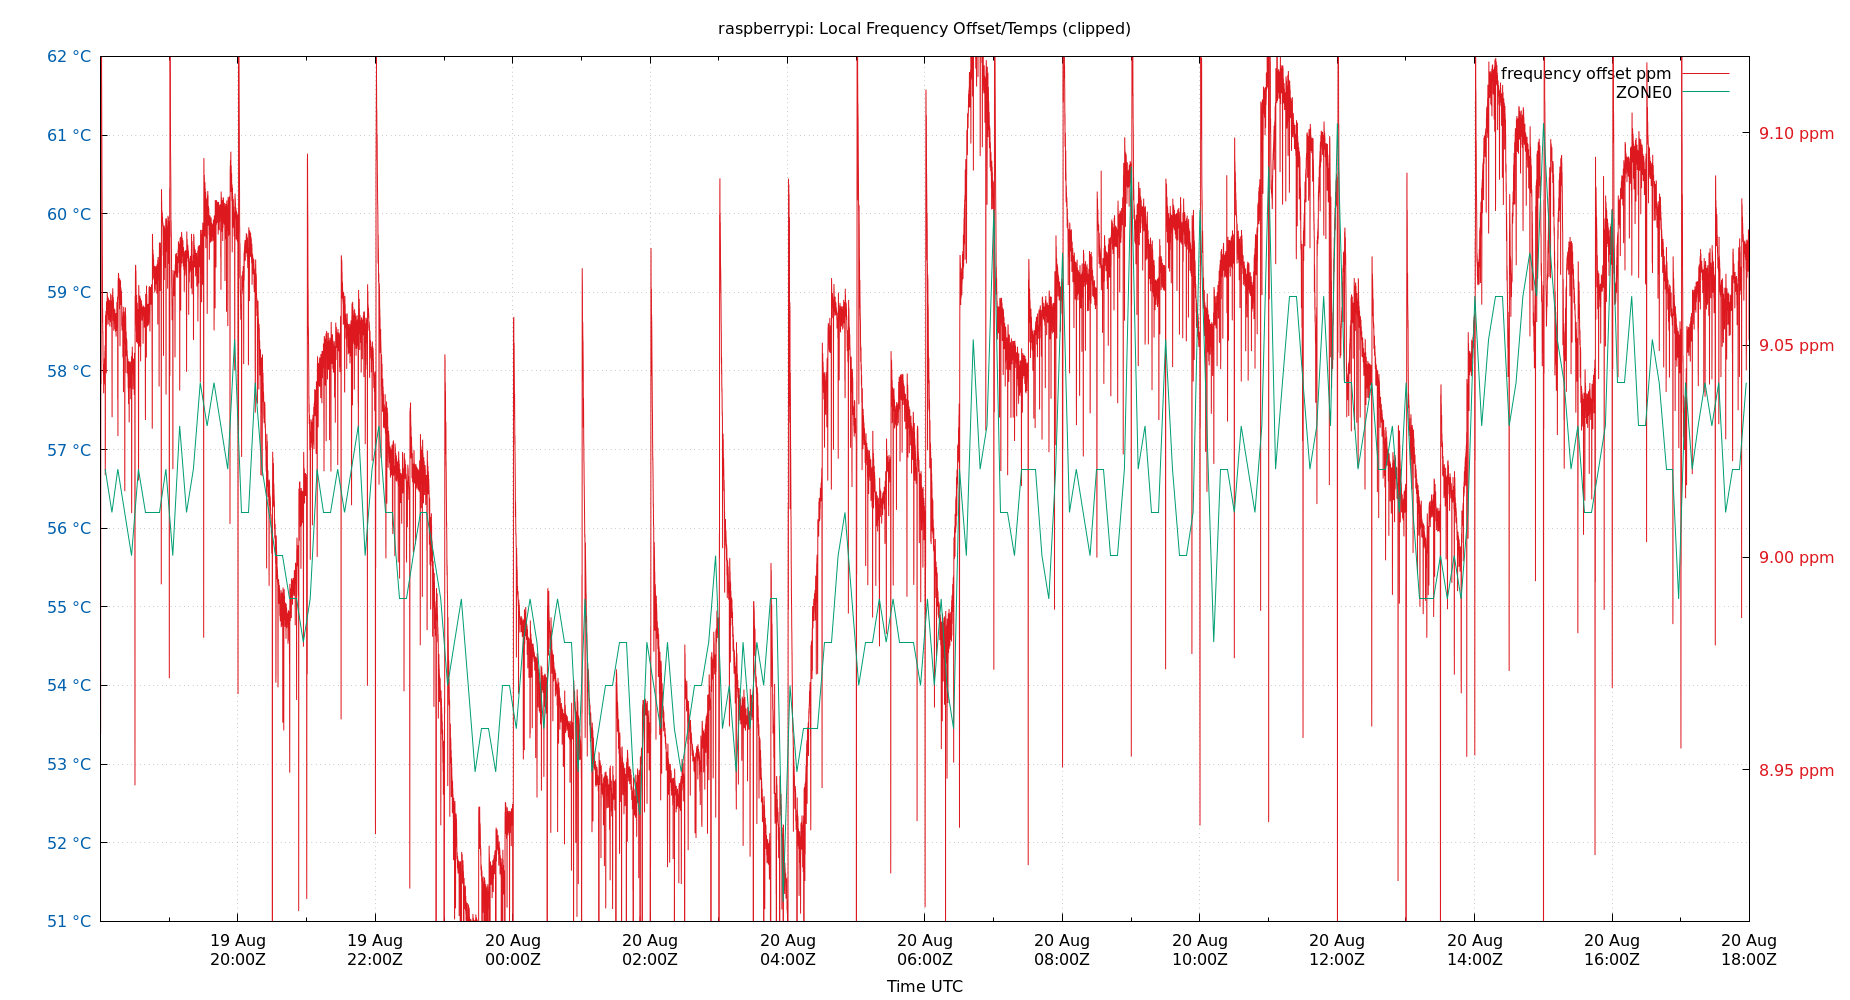 raspberrypi: Local Frequency Offset/Temps (clipped)
62 °C
61 °C
60 °C
59 °C
58 °C
57 °C
56 °C
55 °C
54 °C
53 °C
52 °C
51 °C
frequency offset ppm
ZONE0
9.10 ppm
9.05 ppm
9.00 ppm
8.95 ppm
19 Aug
20:00Z
19 Aug
22:00Z
20 Aug
00:00Z
20 Aug
02:00Z
20 Aug
04:00Z
20 Aug
06:00Z
20 Aug
08:00Z
20 Aug
10:00Z
20 Aug
12:00Z
20 Aug
14:00Z
20 Aug
16:00Z
20 Aug
18:00Z
Time UTC